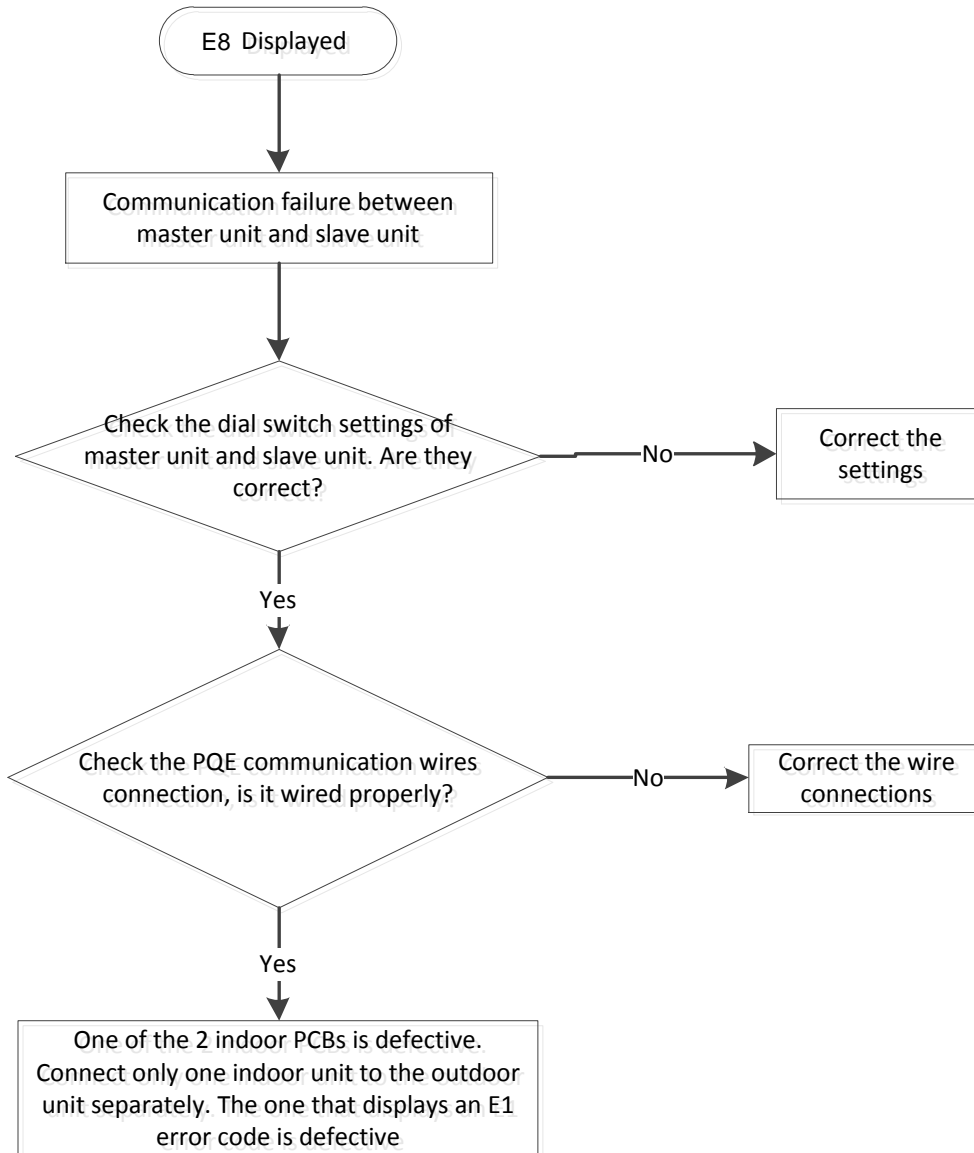 E8 Displayed
Communication failure between
master unit and slave unit
Check the dial switch settings of
master unit and slave unit. Are they
correct?
No
Correct the
settings
Yes
Check the PQE communication wires
connection, is it wired properly?
No
Correct the wire
connections
Yes
One of the 2 indoor PCBs is defective.
Connect only one indoor unit to the outdoor
unit separately. The one that displays an E1
error code is defective